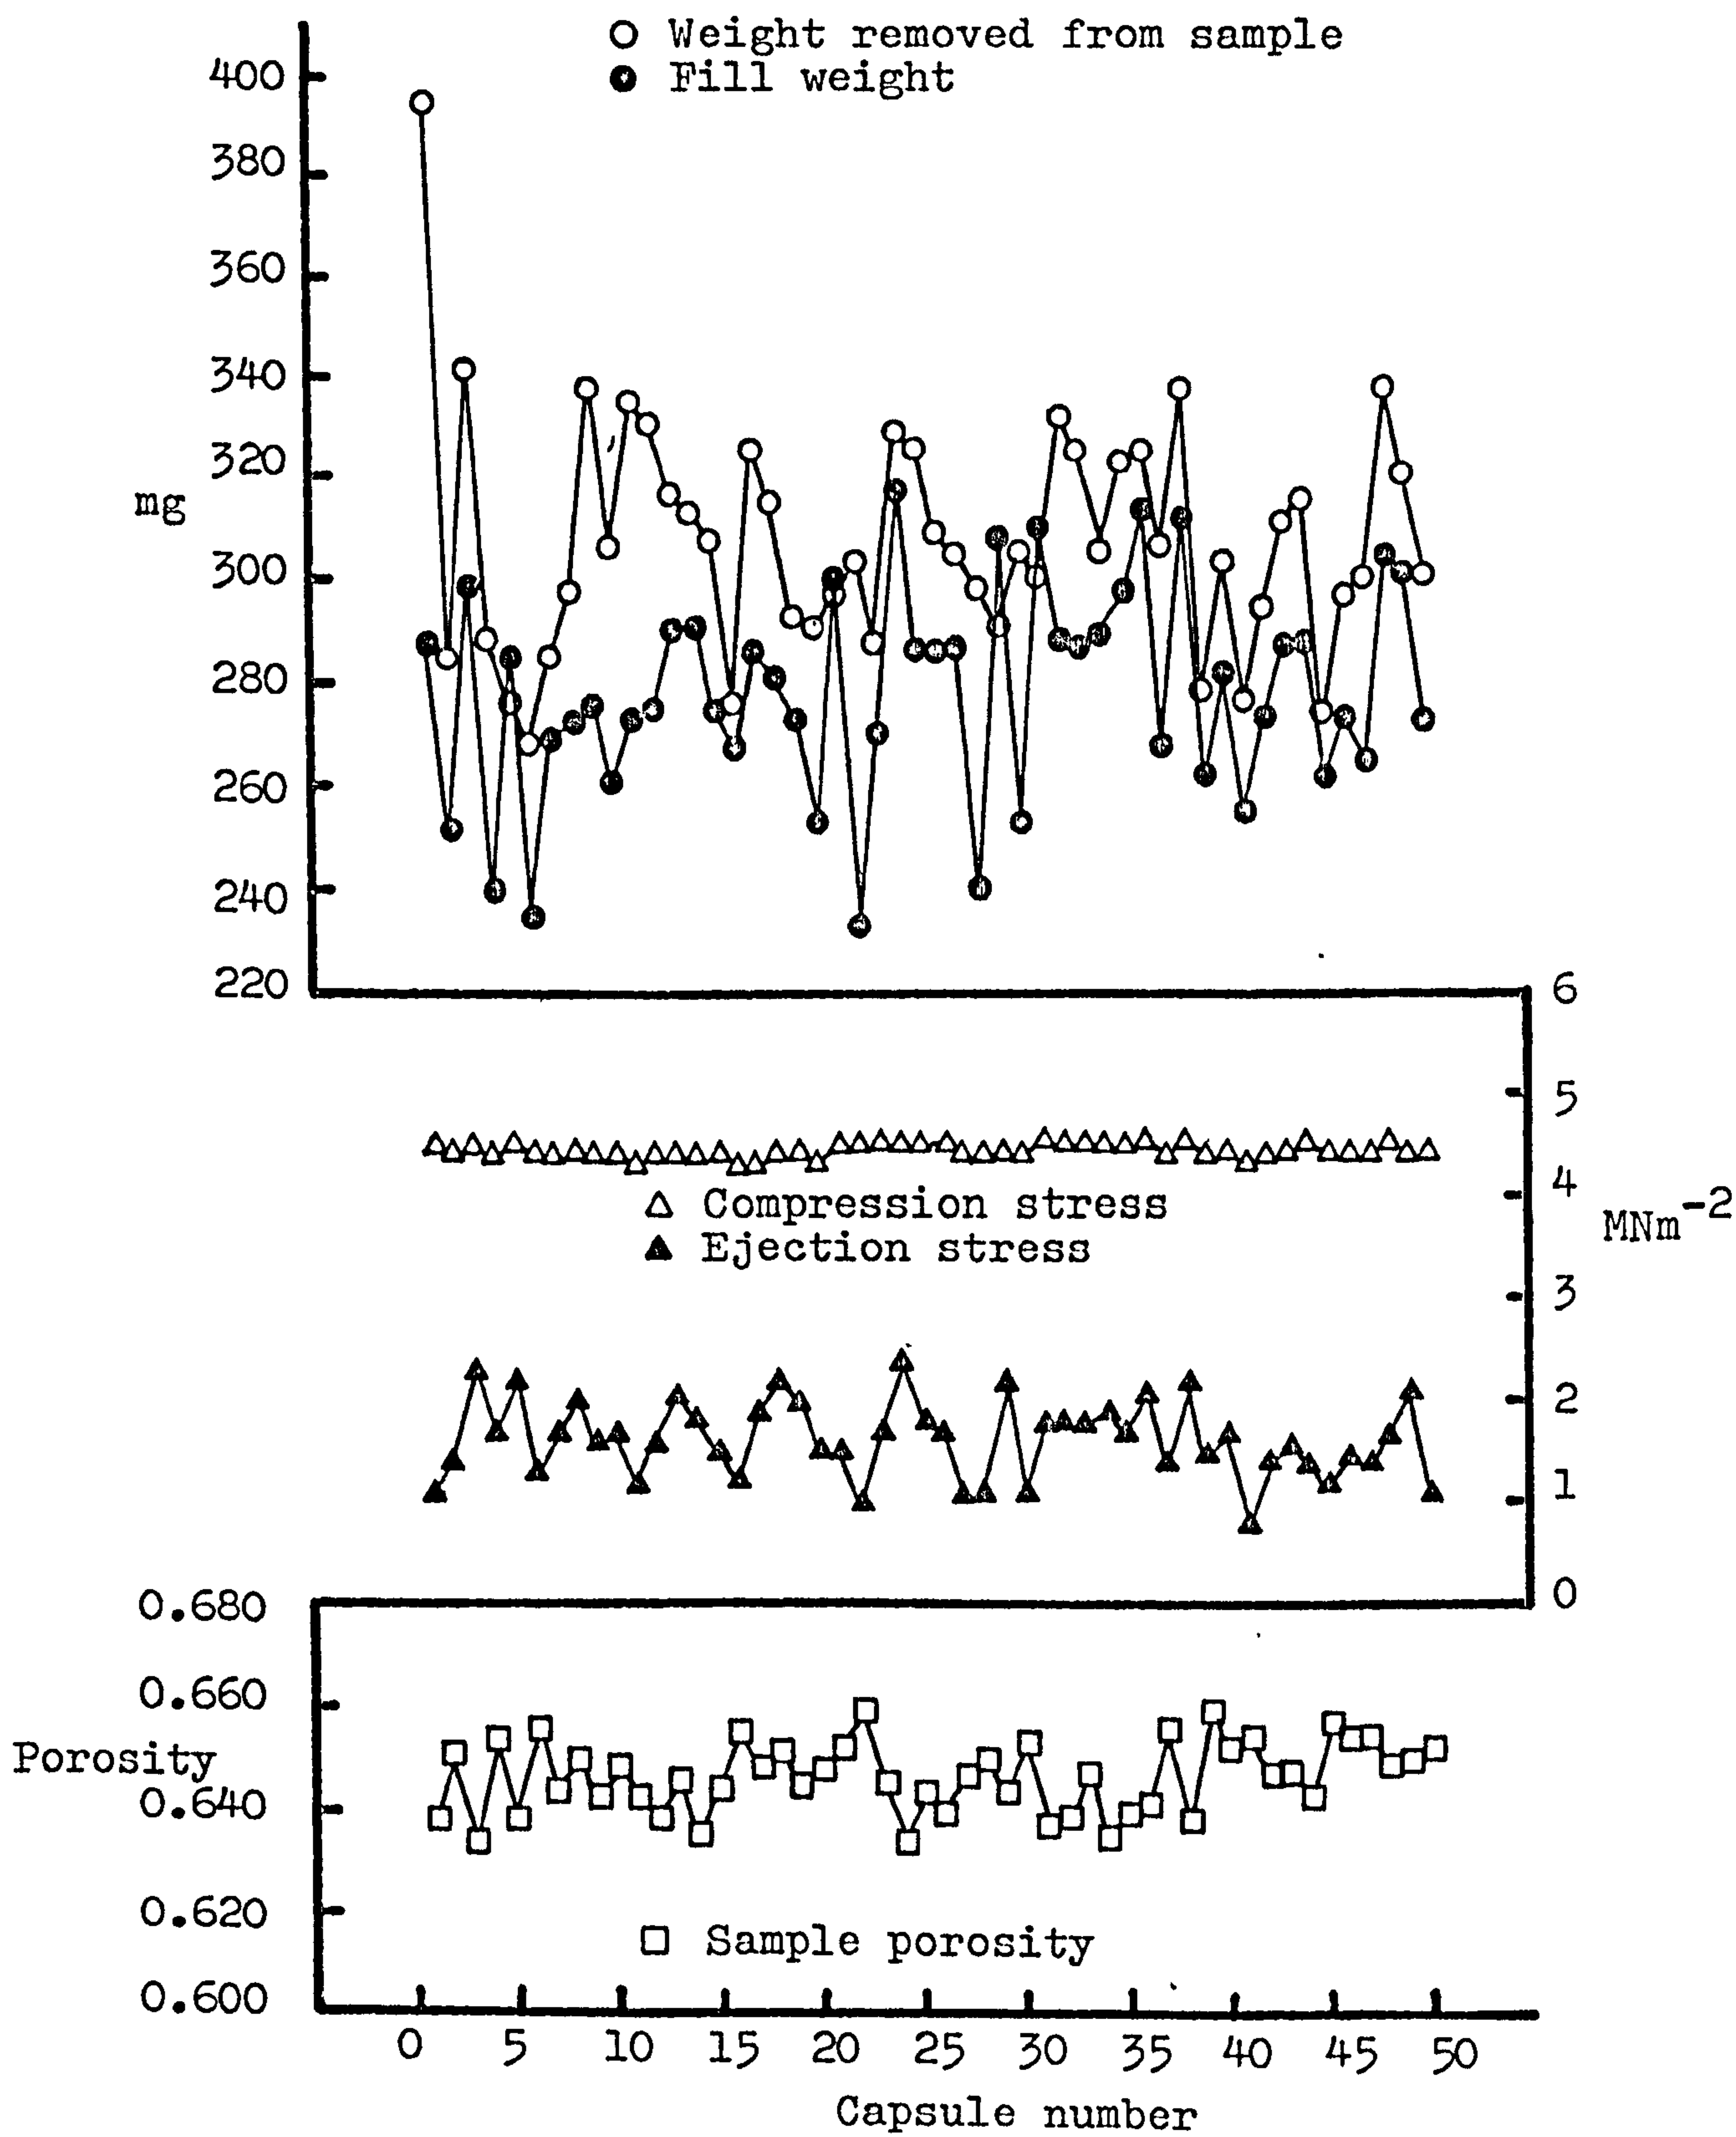 ○ Weight removed from sample
● Fill weight
400
380
360
340
320
mg
300
280
260
240
220
6
5
4
△ Compression stress
MNm-2
▲ Ejection stress
3
2
1
0
0.680
0.660
Porosity
0.640
0.620
□ Sample porosity
0.600
0 5 10 15 20 25 30 35 40 45 50
Capsule number